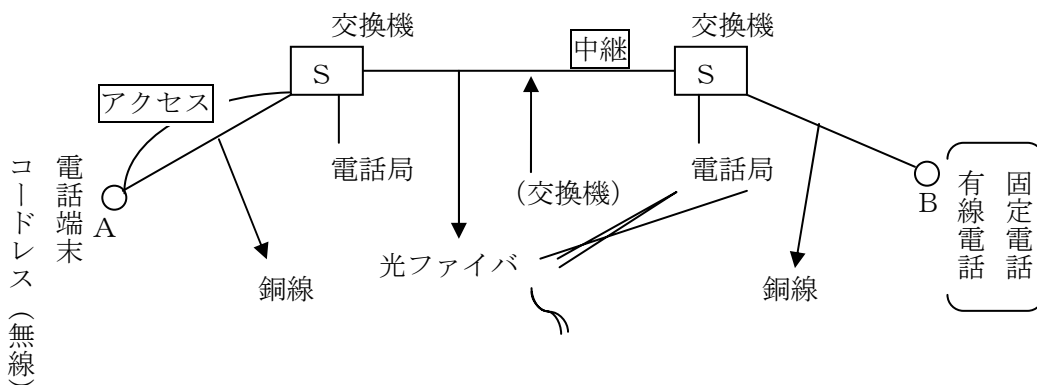 交換機
交換機
中継
S
S
アクセス
電話局
(交換機)
電話局
電話端末
コードレス(無線)
A
B
固定電話
有線電話
銅線
光ファイバ
銅線